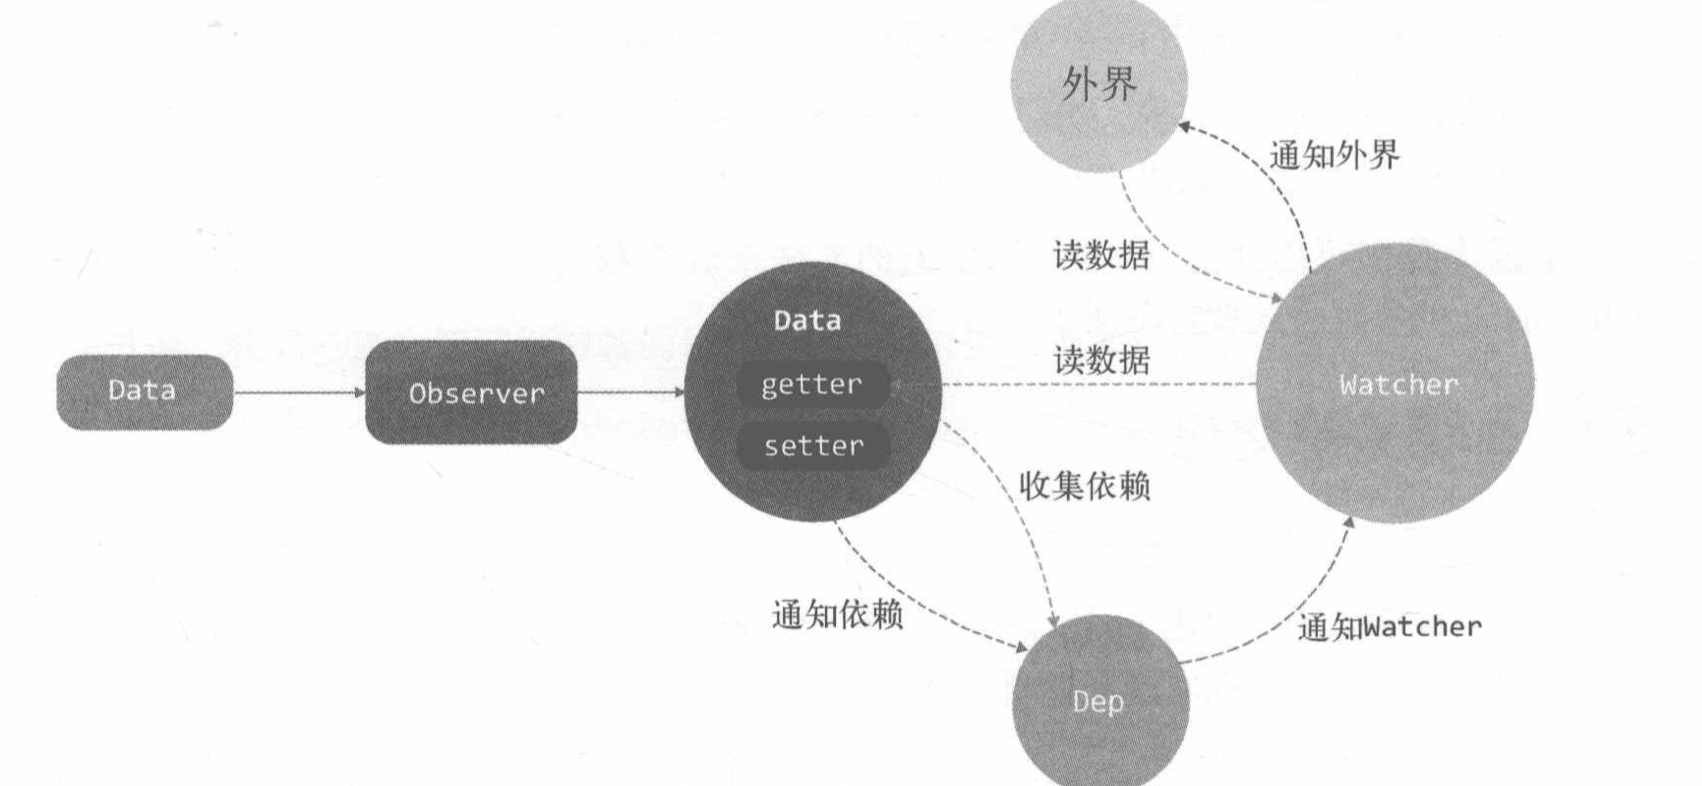 外界
通知外界
读数据
Data
读数据
Data
Observer
getter
Watcher
setter
收集依赖
通知依赖
通知Watcher
Dep